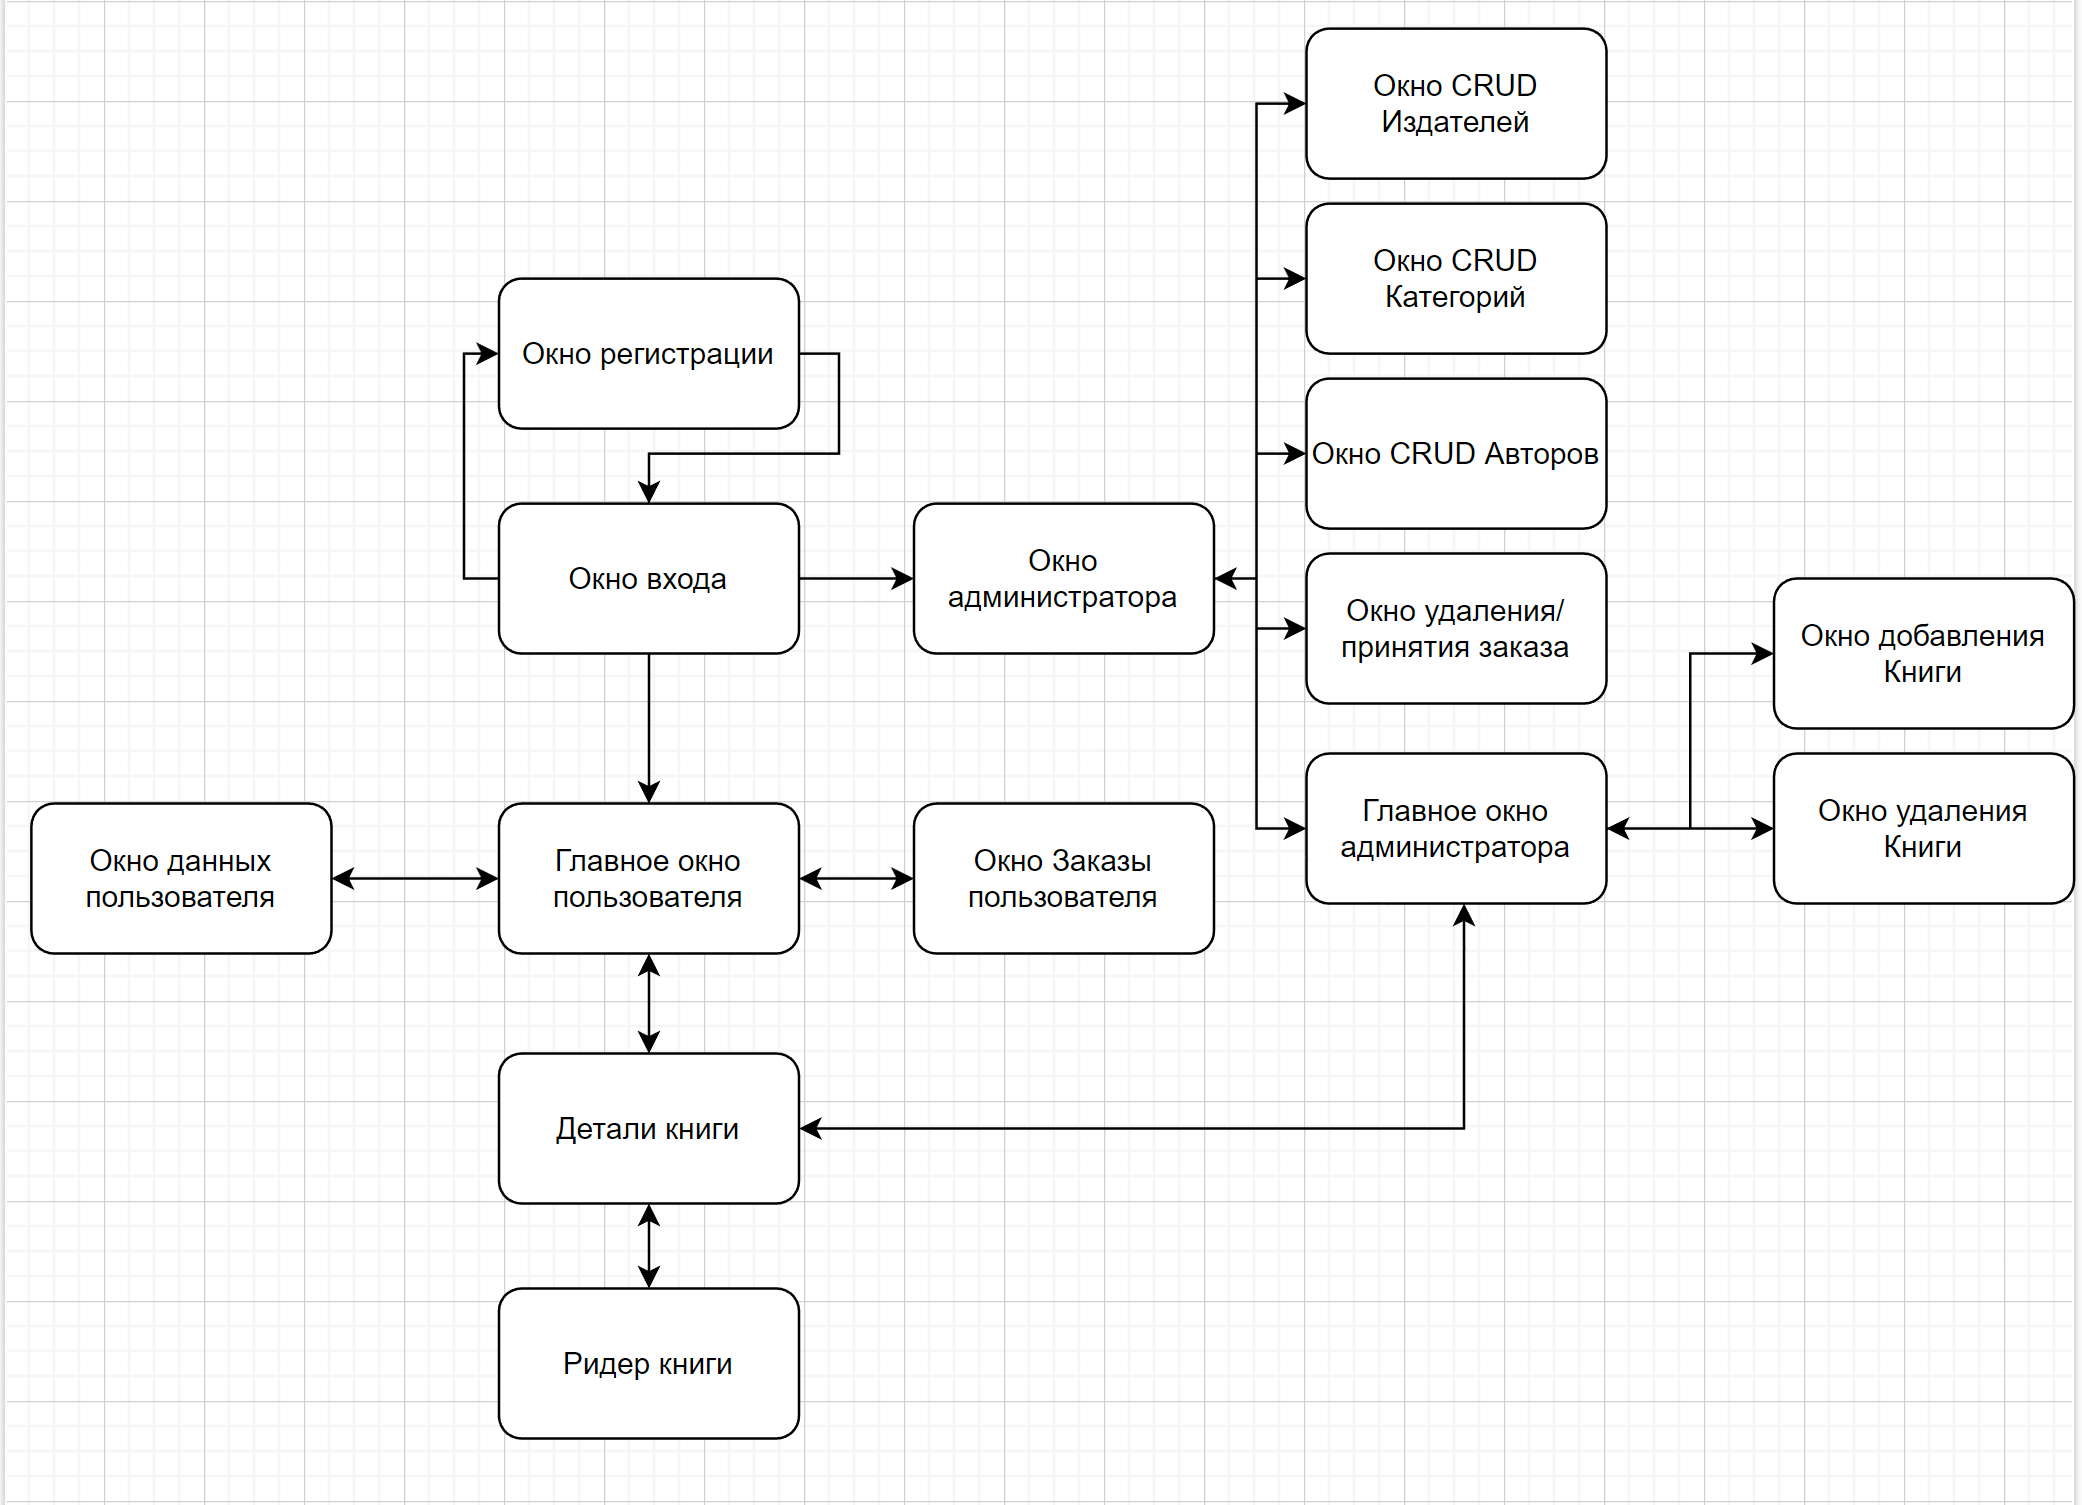 Окно CRUD
Издателей
Окно CRUD
Категорий
Окно регистрации
Окно CRUD Авторов
Окно входа
Окно
администратора
Окно удаления/
принятия заказа
Окно добавления
Книги
Главное окно
администратора
Окно удаления
Книги
Окно данных
пользователя
Главное окно
пользователя
Окно Заказы
пользователя
Детали книги
Ридер книги